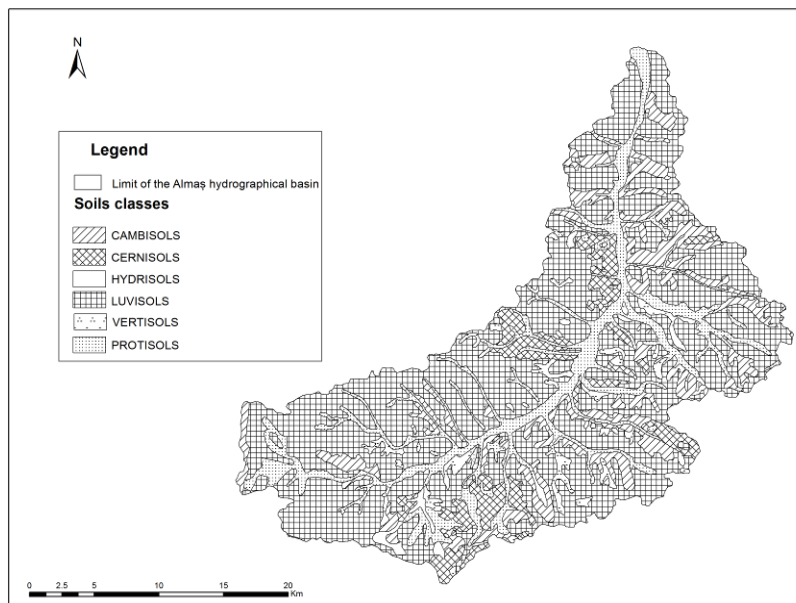 N
Legend
Limit of the Almaș hydrographical basin
Soils classes
CAMBISOLS
CERNISOLS
HYDRISOLS
LUVISOLS
VERTISOLS
PROTISOLS
0 2.5 5 10 15 20
Km